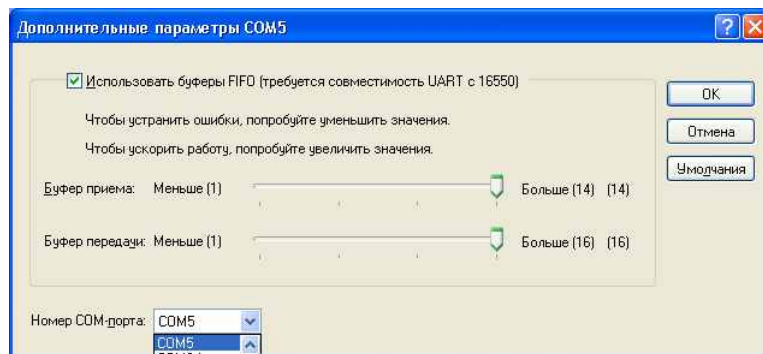 Дополнительные параметры COM5
Использовать буферы FIFO (требуется совместимость UART с 16550)
OK
Чтобы устранить ошибки, попробуйте уменьшить значения.
Отмена
Чтобы ускорить работу, попробуйте увеличить значения.
Умолчания
Буфер приема: Меньше (1) Больше (14) (14)
Буфер передачи: Меньше (1) Больше (16) (16)
Номер COM-порта: COM5
COM5